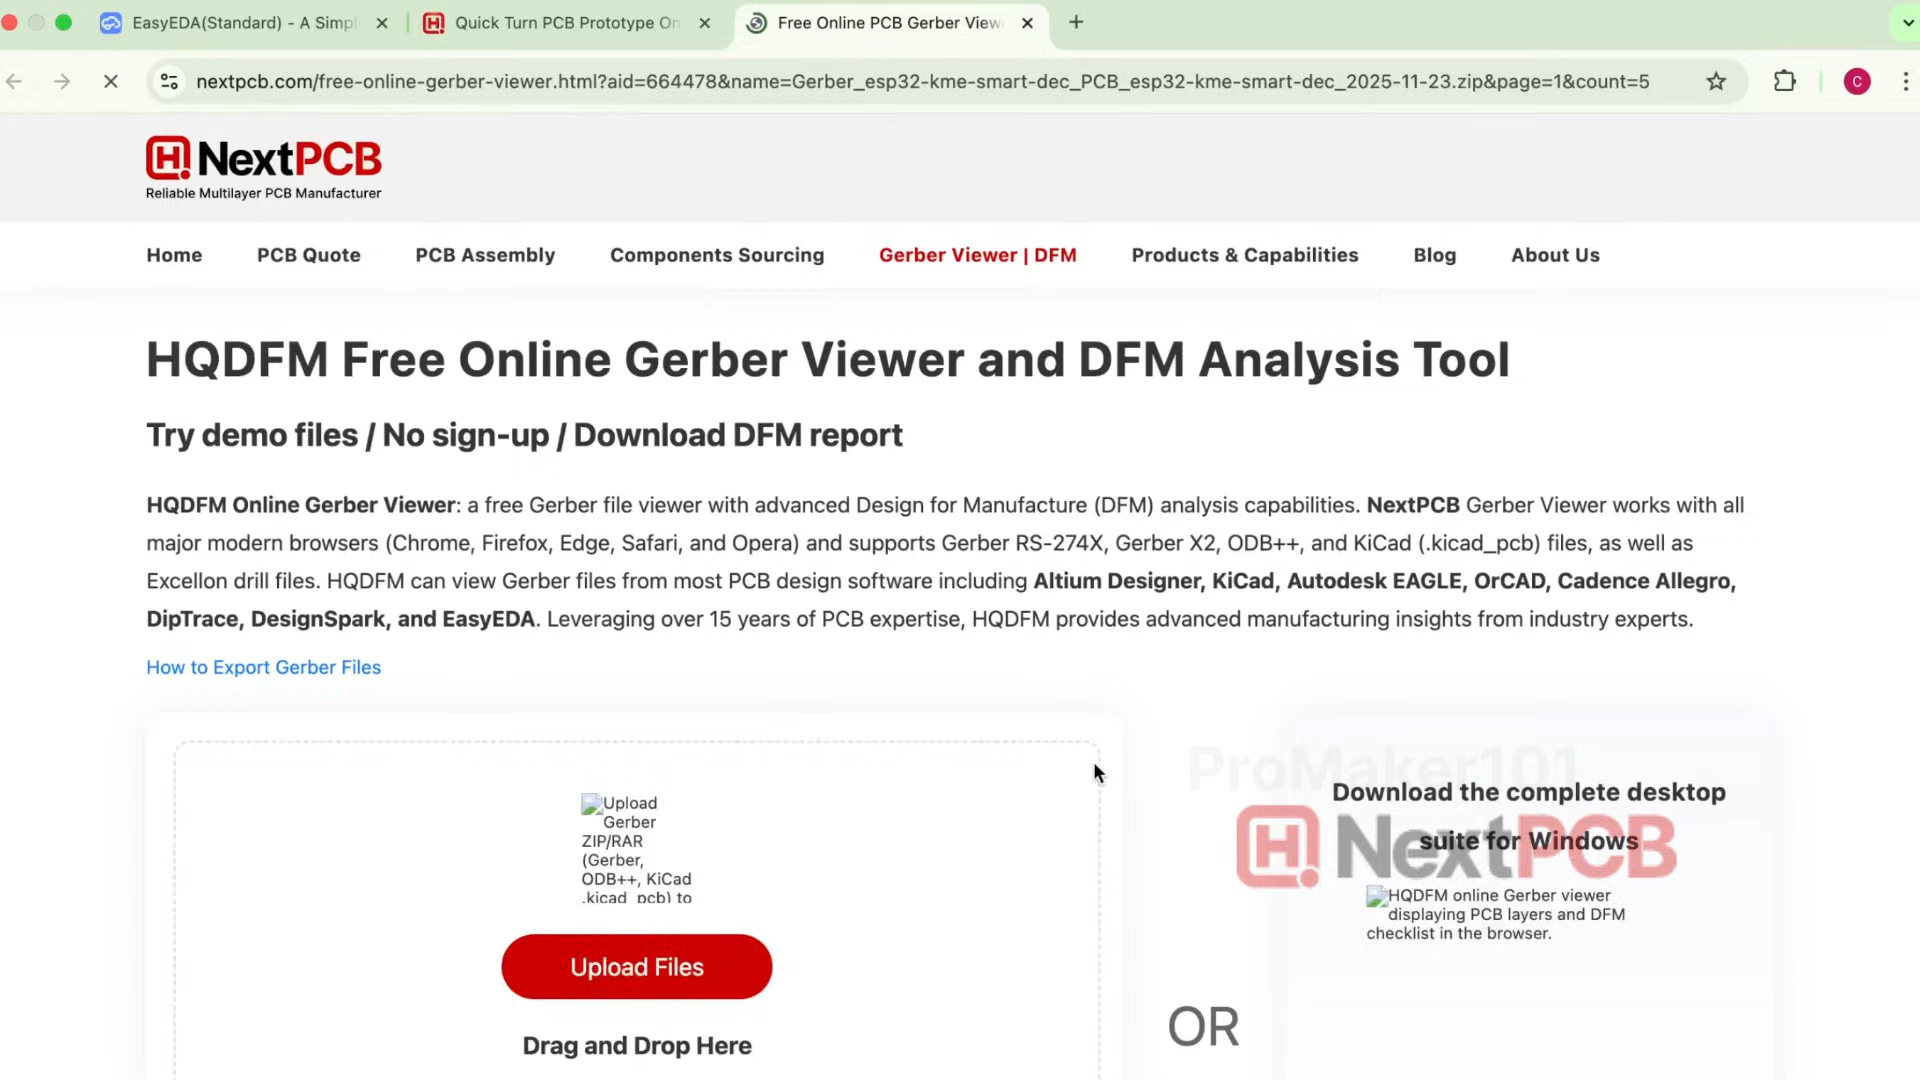 EasyEDA(Standard) - A Simpl
Quick Turn PCB Prototype On
Free Online PCB Gerber View
nextpcb.com/free-online-gerber-viewer.html?aid=664478&name=Gerber_esp32-kme-smart-dec_PCB_esp32-kme-smart-dec_2025-11-23.zip&page=1&count=5
C
H NextPCB
Reliable Multilayer PCB Manufacturer
Home PCB Quote PCB Assembly Components Sourcing Gerber Viewer | DFM Products & Capabilities Blog About Us
HQDFM Free Online Gerber Viewer and DFM Analysis Tool
Try demo files / No sign-up / Download DFM report
HQDFM Online Gerber Viewer: a free Gerber file viewer with advanced Design for Manufacture (DFM) analysis capabilities. NextPCB Gerber Viewer works with all
major modern browsers (Chrome, Firefox, Edge, Safari, and Opera) and supports Gerber RS-274X, Gerber X2, ODB++, and KiCad (.kicad_pcb) files, as well as
Excellon drill files. HQDFM can view Gerber files from most PCB design software including Altium Designer, KiCad, Autodesk EAGLE, OrCAD, Cadence Allegro,
DipTrace, DesignSpark, and EasyEDA. Leveraging over 15 years of PCB expertise, HQDFM provides advanced manufacturing insights from industry experts.
How to Export Gerber Files
Upload
Gerber
ZIP/RAR
(Gerber,
ODB++, KiCad
.kicad_pcb) to
Upload Files
Drag and Drop Here
OR
ProMaker101
Download the complete desktop
suite for Windows
H NextPCB
HQDFM online Gerber viewer
displaying PCB layers and DFM
checklist in the browser.